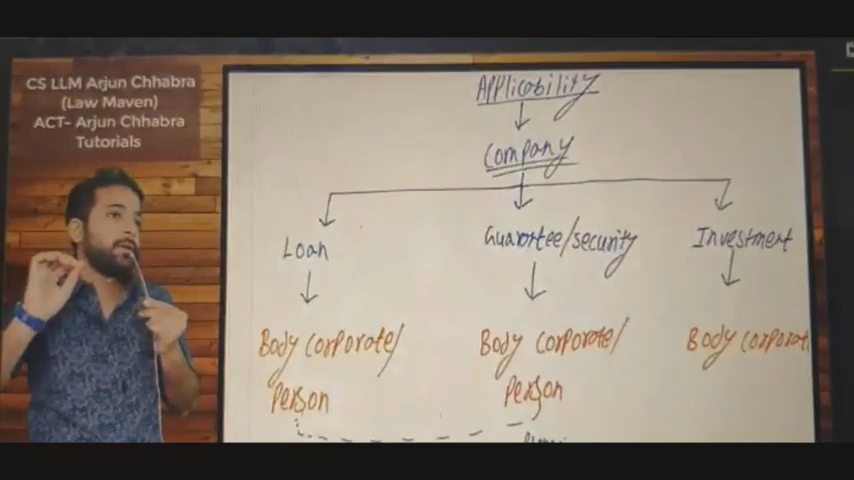 CS LLM Arjun Chhabra
(Law Maven)
ACT- Arjun Chhabra
Tutorials
Applicability
Company
Loan
Guarantee/security
Investment
Body corporate/
Person
Body corporate/
Person
Body corporat